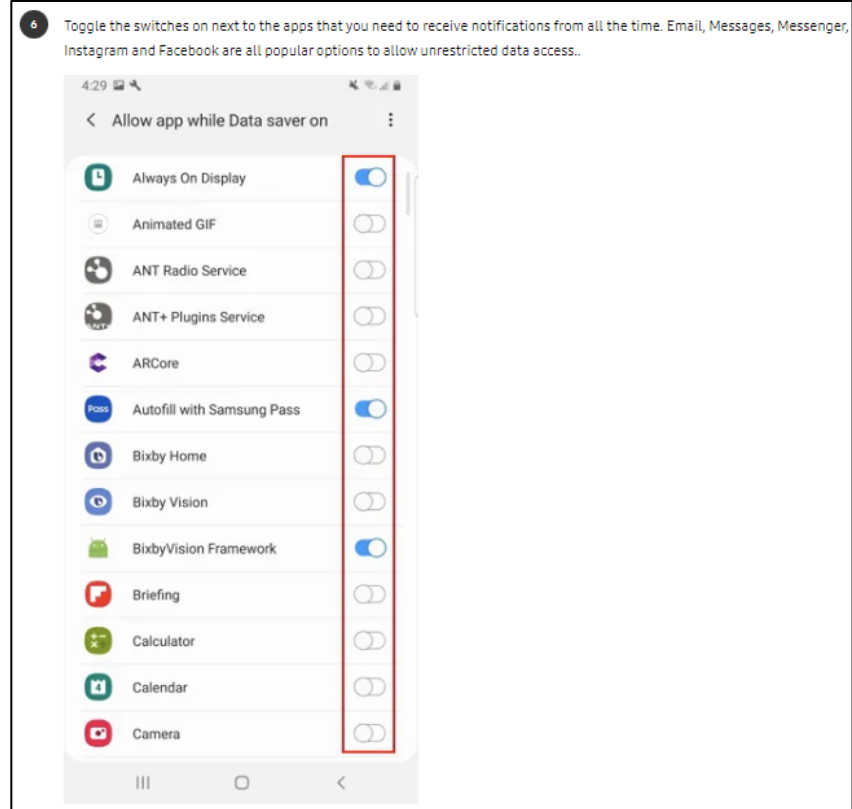 6
Toggle the switches on next to the apps that you need to receive notifications from all the time. Email, Messages, Messenger,
Instagram and Facebook are all popular options to allow unrestricted data access..
4:29
Allow app while Data saver on
Always On Display
Animated GIF
ANT Radio Service
ANT+ Plugins Service
ARCore
Pass Autofill with Samsung Pass
Bixby Home
Bixby Vision
BixbyVision Framework
Briefing
Calculator
4 Calendar
Camera